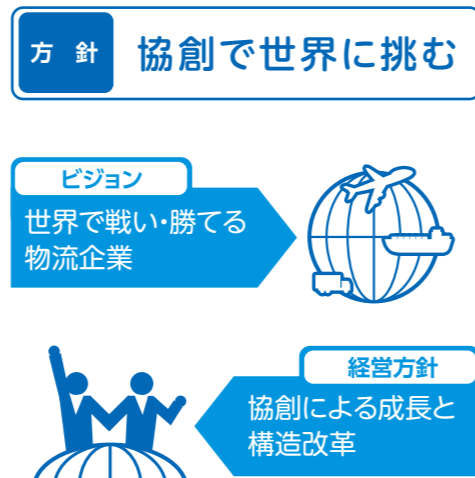 方 針
協創で世界に挑む
ビジョン
世界で戦い・勝てる
物流企業
経営方針
協創による成長と
構造改革